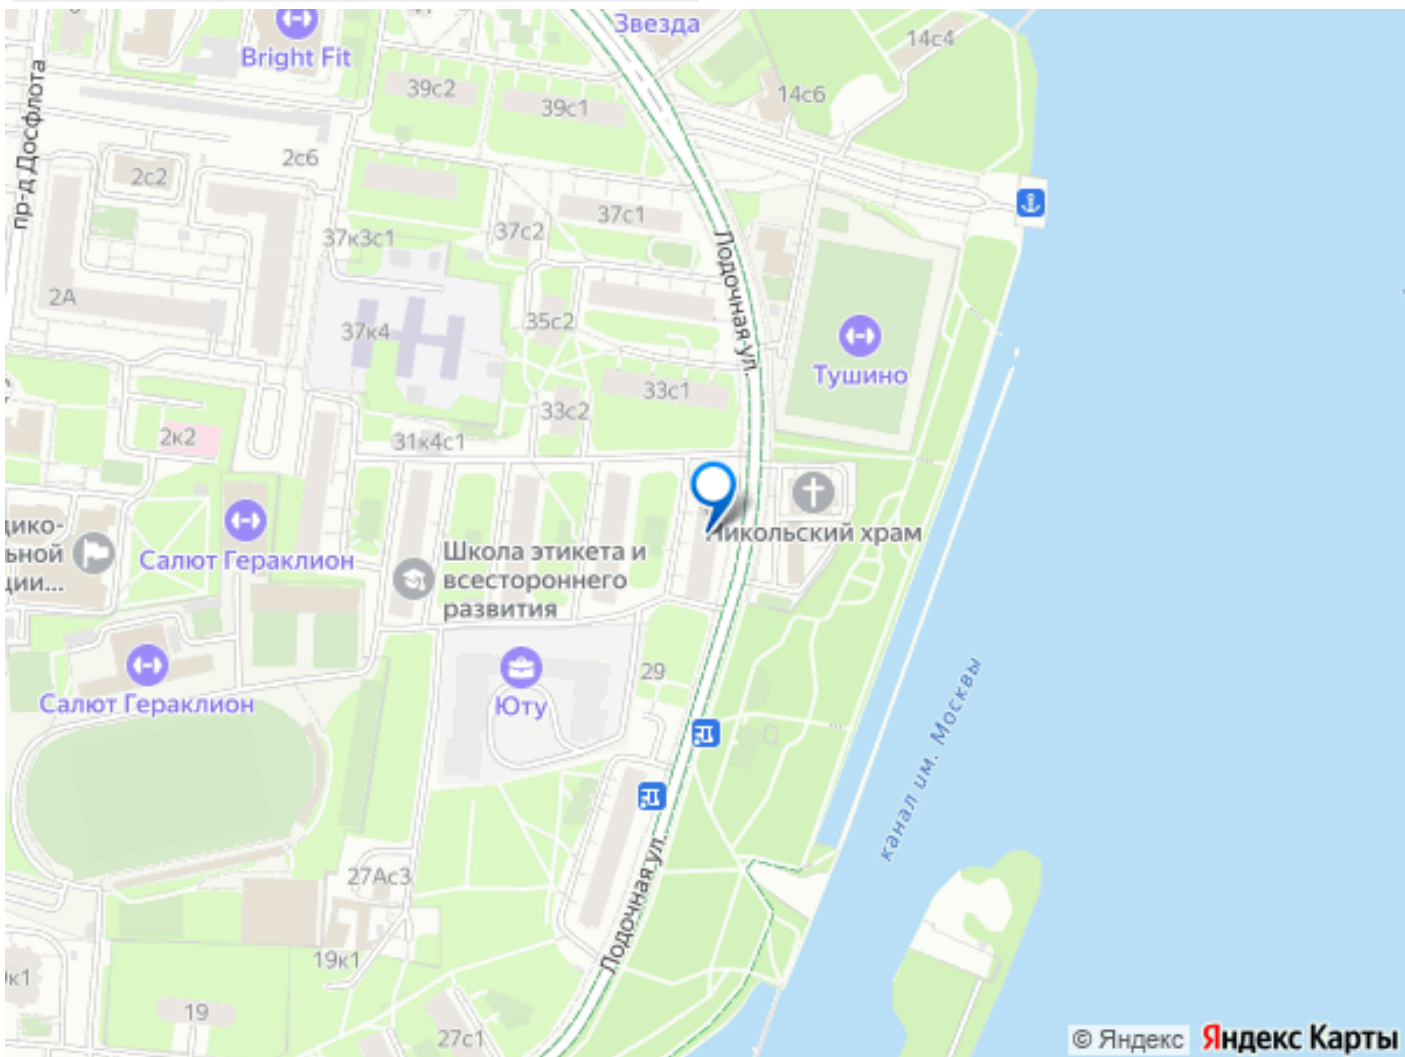 Звезда
14с4
Bright Fit
39с2
14с6
39с1
пр-д Досфлота
2с6
2с2
37с1
37с2
37к3с1
Лодочная ул.
2А
35с2
37к4
Тушино
33с1
33с2
2к2
31к4с1
Никольский храм
Салют Гераклион
Школа этикета и
всестороннего
развития
29
Салют Гераклион
Юту
канал им. Москвы
27Ас3
Лодочная ул.
19к1
19
27с1
© Яндекс Яндекс Карты